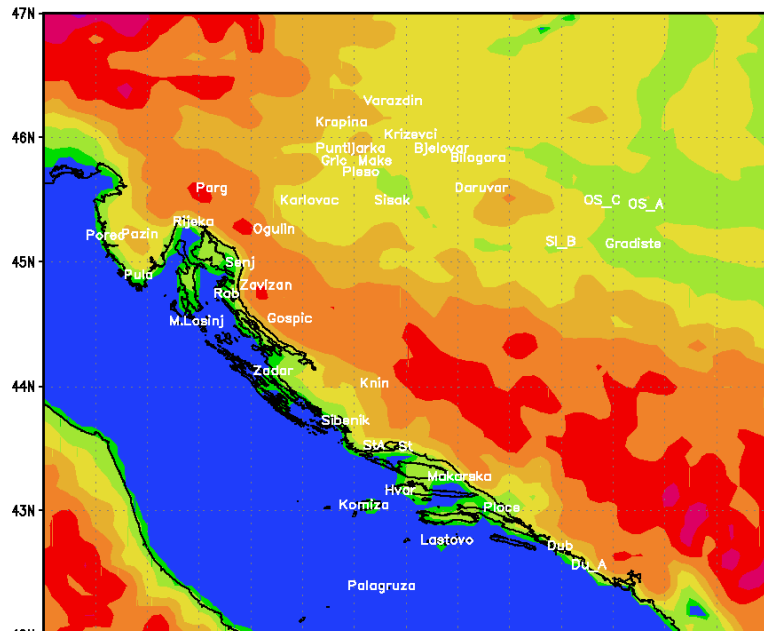 47N
Varazdin
Krapina
46N
Krizevci
Puntijarka
Bjelovar
Gric
Maks
Bilogora
Pleso
Parg
Daruvar
Karlovac
Sisak
OS_C
OS_A
Rijeka
Ogulin
Porec
Pazin
SI_B
Gradiste
45N
Senj
Pula
Zavizan
Rab
M.Losinj
Gospic
Zadar
44N
Knin
Sibenik
StA
St
Makarska
Hvar
43N
Komiza
Ploce
Lastovo
Dub
Du_A
Palagruza